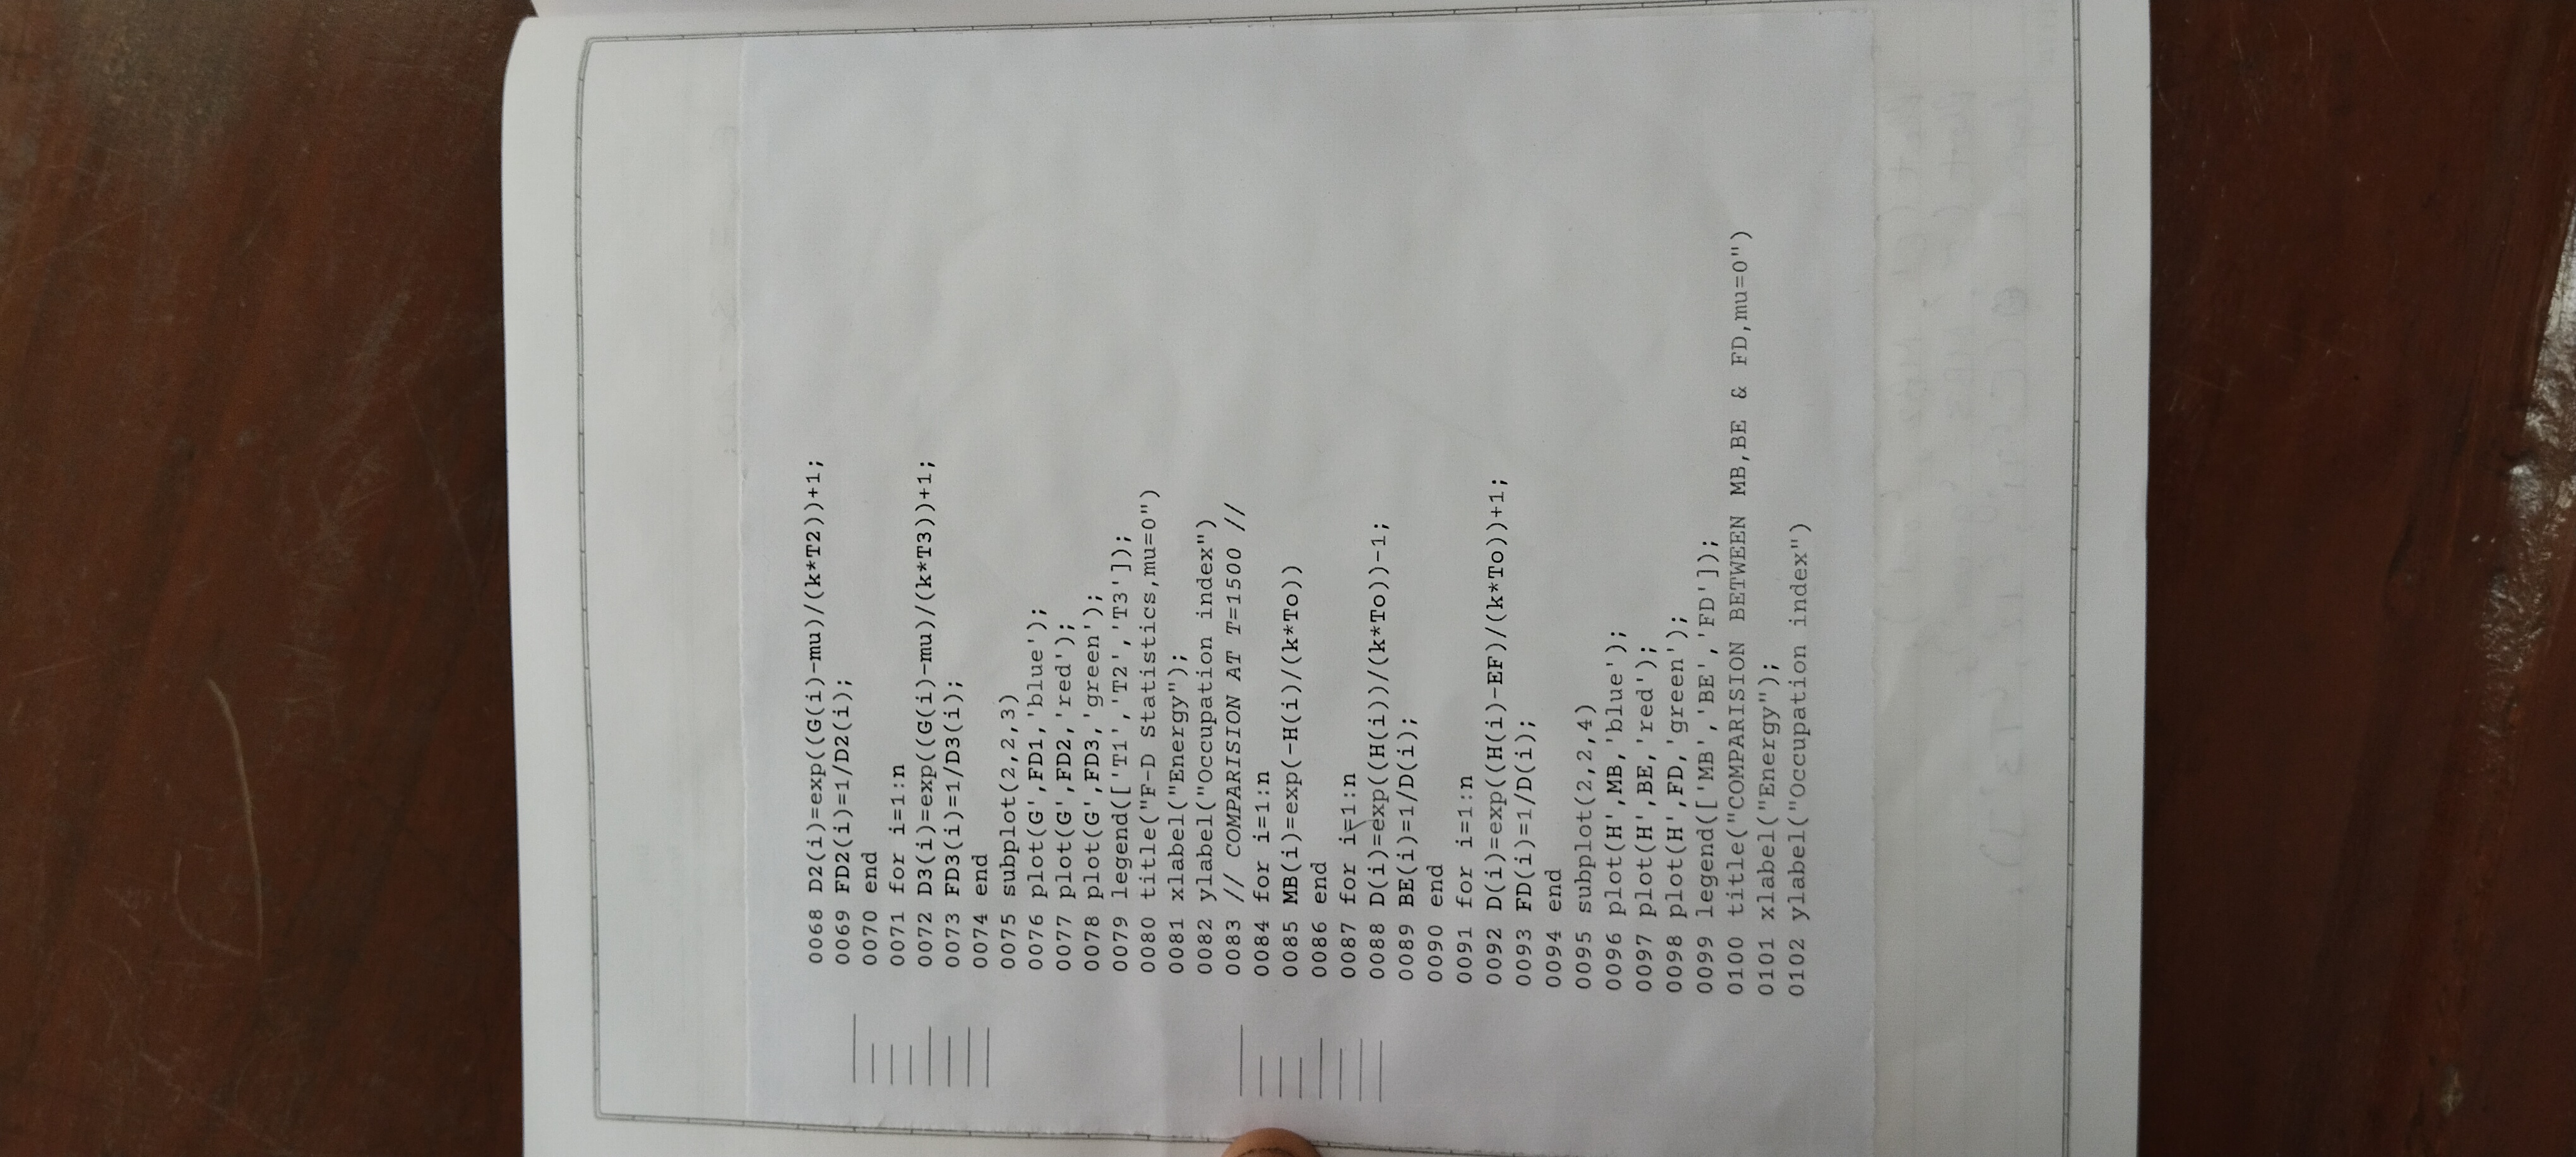 0068 D2(i)=exp((G(i)-mu)/(k*T2))+1;
0069 FD2(i)=1/D2(i);
0070 end
0071 for i=1:n
0072 D3(i)=exp((G(i)-mu)/(k*T3))+1;
0073 FD3(i)=1/D3(i);
0074 end
0075 subplot(2,2,3)
0076 plot(G',FD1,'blue');
0077 plot(G',FD2,'red');
0078 plot(G',FD3,'green');
0079 legend(['T1','T2','T3']);
0080 title("F-D Statistics,mu=0")
0081 xlabel("Energy");
0082 ylabel("Occupation index")
0083 // COMPARISION AT T=1500 //
0084 for i=1:n
0085 MB(i)=exp(-H(i)/(k*To))
0086 end
0087 for i=1:n
0088 D(i)=exp((H(i))/(k*To))-1;
0089 BE(i)=1/D(i);
0090 end
0091 for i=1:n
0092 D(i)=exp((H(i)-EF)/(k*To))+1;
0093 FD(i)=1/D(i);
0094 end
0095 subplot(2,2,4)
0096 plot(H',MB,'blue');
0097 plot(H',BE,'red');
0098 plot(H',FD,'green');
0099 legend(['MB','BE','FD']);
0100 title("COMPARISION BETWEEN MB,BE & FD,mu=0")
0101 xlabel("Energy");
0102 ylabel("Occupation index")